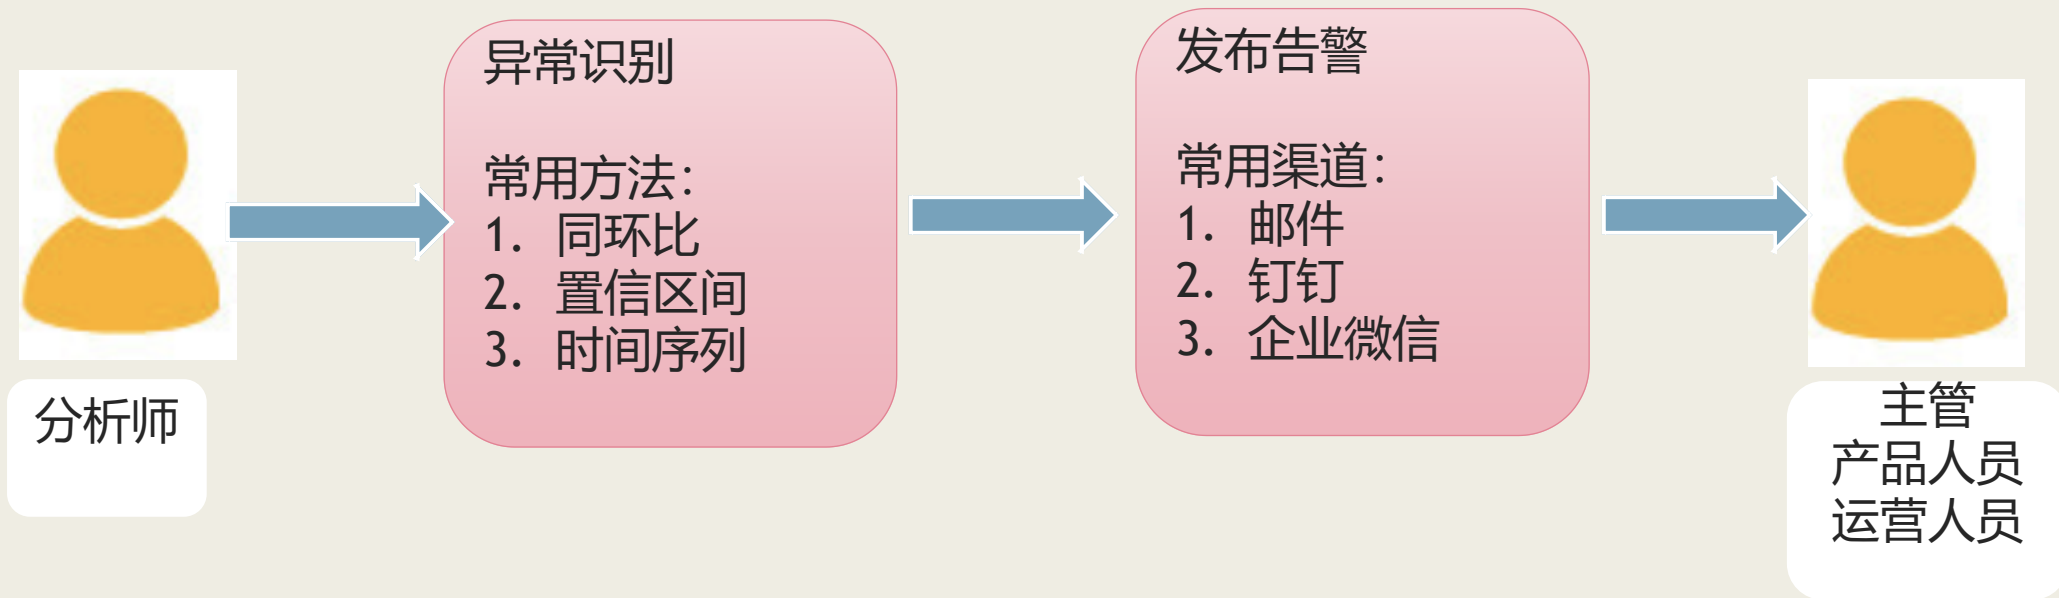 分析师
异常识别
常用方法：
1. 同环比
2. 置信区间
3. 时间序列
发布告警
常用渠道：
1. 邮件
2. 钉钉
3. 企业微信
主管
产品人员
运营人员